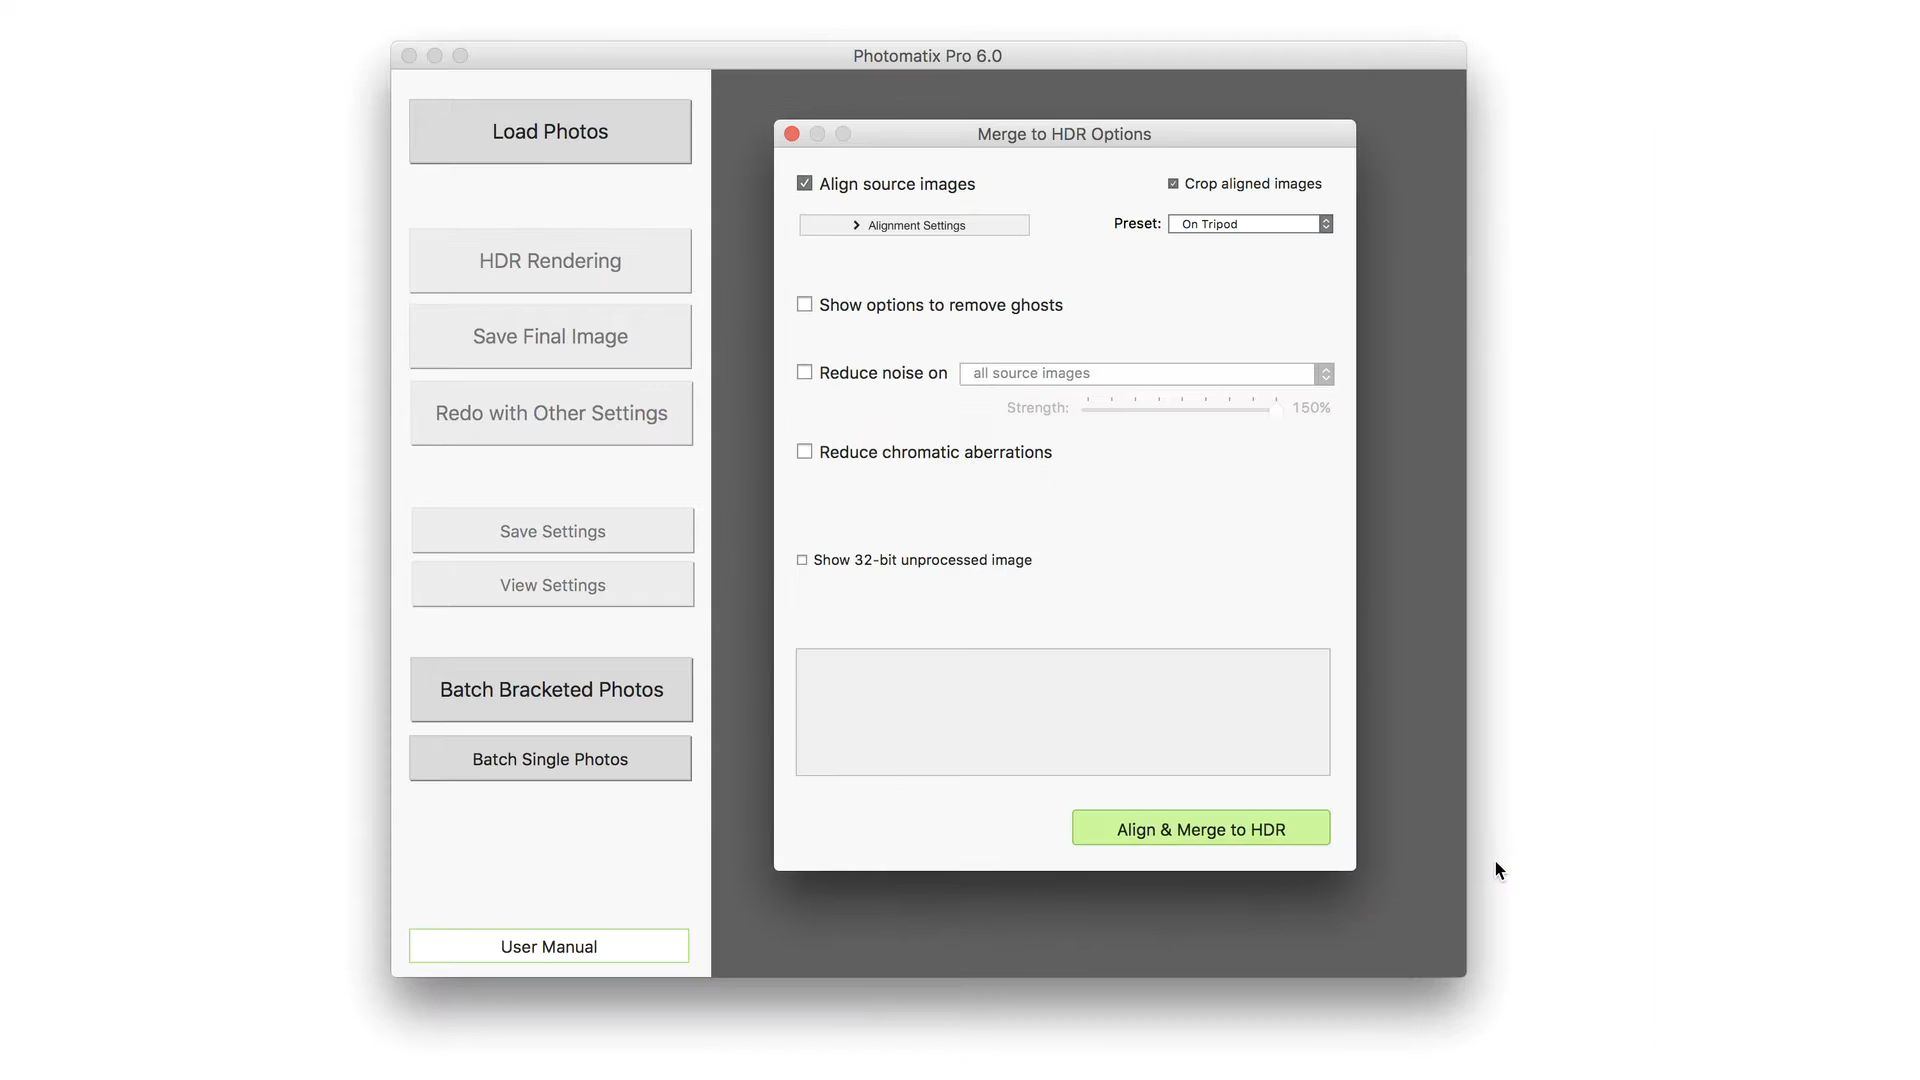 Photomatix Pro 6.0
Load Photos
HDR Rendering
Save Final Image
Redo with Other Settings
Save Settings
View Settings
Batch Bracketed Photos
Batch Single Photos
User Manual
Merge to HDR Options
Align source images
Crop aligned images
Alignment Settings
Preset: On Tripod
Show options to remove ghosts
Reduce noise on all source images
Strength: 150%
Reduce chromatic aberrations
Show 32-bit unprocessed image
Align & Merge to HDR